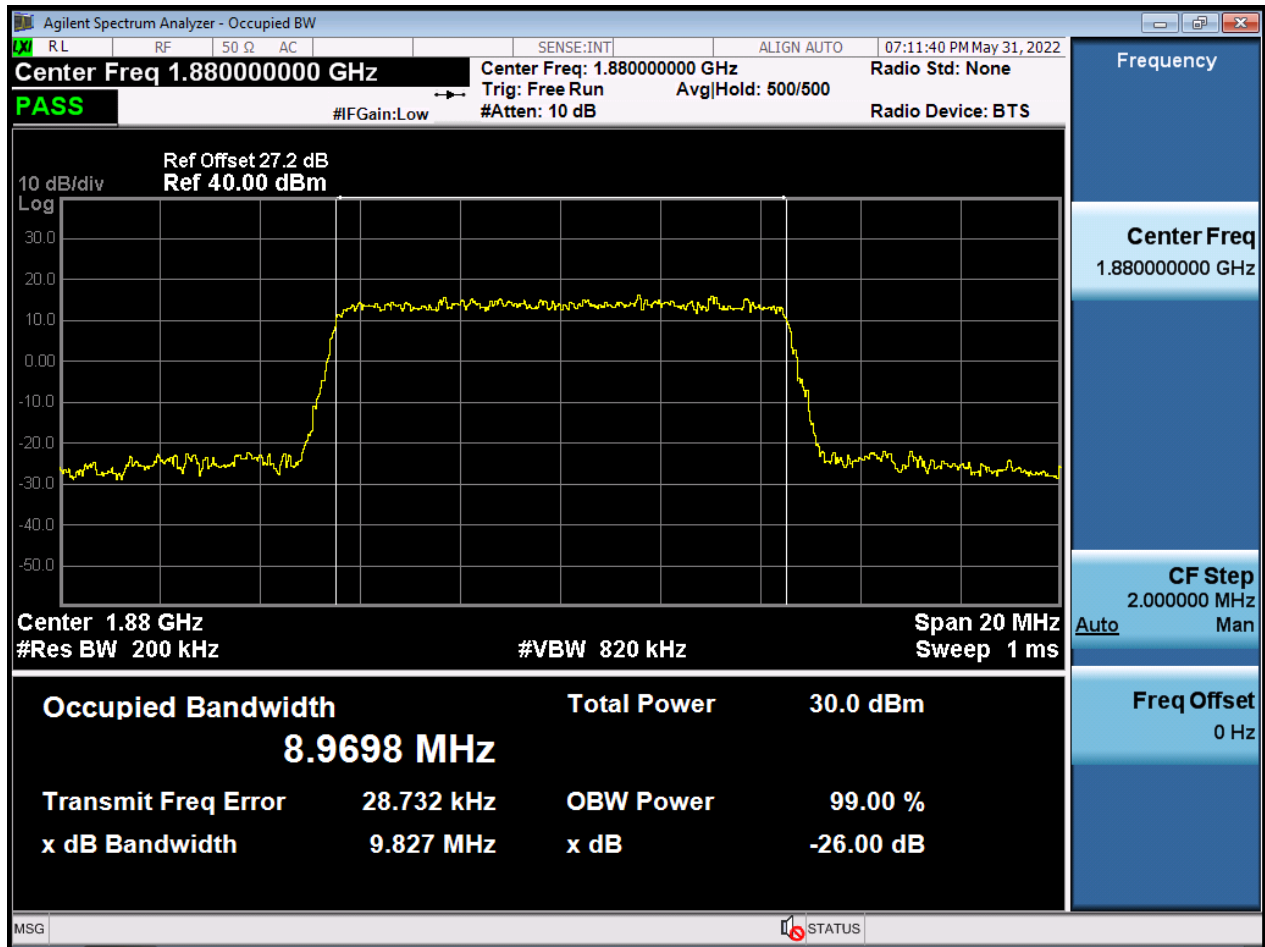 Agilent Spectrum Analyzer - Occupied BW
LXI RL RF 50 Ω AC SENSE:INT ALIGN AUTO 07:11:40 PM May 31, 2022
Center Freq 1.880000000 GHz
Center Freq: 1.880000000 GHz
Radio Std: None
Trig: Free Run Avg|Hold: 500/500
PASS
#IFGain:Low
#Atten: 10 dB
Radio Device: BTS
Ref Offset 27.2 dB
10 dB/div Ref 40.00 dBm
Log
30.0
20.0
10.0
0.00
-10.0
-20.0
-30.0
-40.0
-50.0
Center 1.88 GHz Span 20 MHz
#Res BW 200 kHz #VBW 820 kHz Sweep 1 ms
Occupied Bandwidth Total Power 30.0 dBm
8.9698 MHz
Transmit Freq Error 28.732 kHz OBW Power 99.00 %
x dB Bandwidth 9.827 MHz x dB -26.00 dB
MSG STATUS
Frequency
Center Freq
1.880000000 GHz
CF Step
2.000000 MHz
Auto Man
Freq Offset
0 Hz